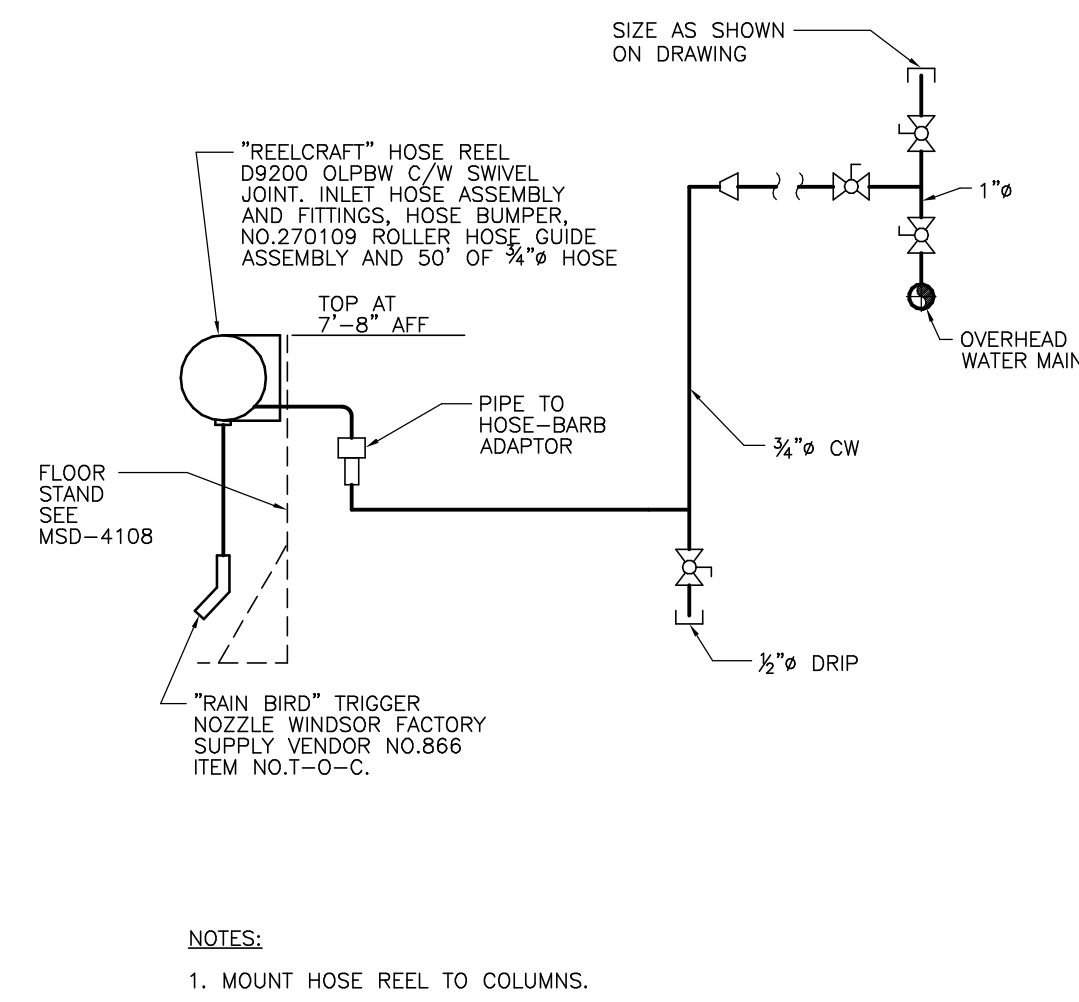 SIZE AS SHOWN
ON DRAWING
"REELCRAFT" HOSE REEL
D9200 OLPBW C/W SWIVEL
JOINT. INLET HOSE ASSEMBLY
AND FITTINGS, HOSE BUMPER,
NO.270109 ROLLER HOSE GUIDE
ASSEMBLY AND 50' OF ¾"ø HOSE
1"ø
TOP AT
7'-8" AFF
OVERHEAD
WATER MAIN
PIPE TO
HOSE-BARB
ADAPTOR
¾"ø CW
FLOOR
STAND
SEE
MSD-4108
½"ø DRIP
"RAIN BIRD" TRIGGER
NOZZLE WINDSOR FACTORY
SUPPLY VENDOR NO.866
ITEM NO.T-O-C.
NOTES:
1. MOUNT HOSE REEL TO COLUMNS.